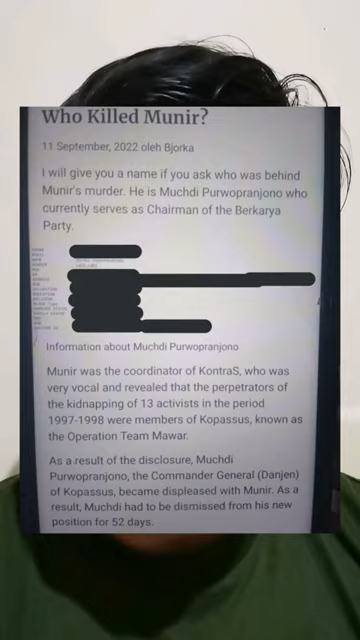 Who Killed Munir?
11 September, 2022 oleh Bjorka
I will give you a name if you ask who was behind
Munir's murder. He is Muchdi Purwopranjono who
currently serves as Chairman of the Berkarya
Party.
Information about Muchdi Purwopranjono
Munir was the coordinator of KontraS, who was
very vocal and revealed that the perpetrators of
the kidnapping of 13 activists in the period
1997-1998 were members of Kopassus, known as
the Operation Team Mawar.
As a result of the disclosure, Muchdi
Purwopranjono, the Commander General (Danjen)
of Kopassus, became displeased with Munir. As a
result, Muchdi had to be dismissed from his new
position for 52 days.